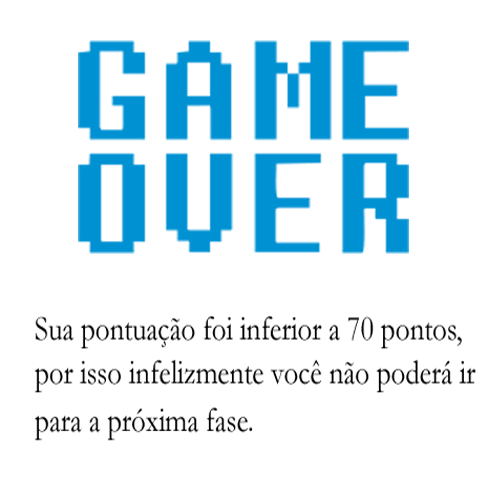 GAME
OVER
Sua pontuação foi inferior a 70 pontos,
por isso infelizmente você não poderá ir
para a próxima fase.